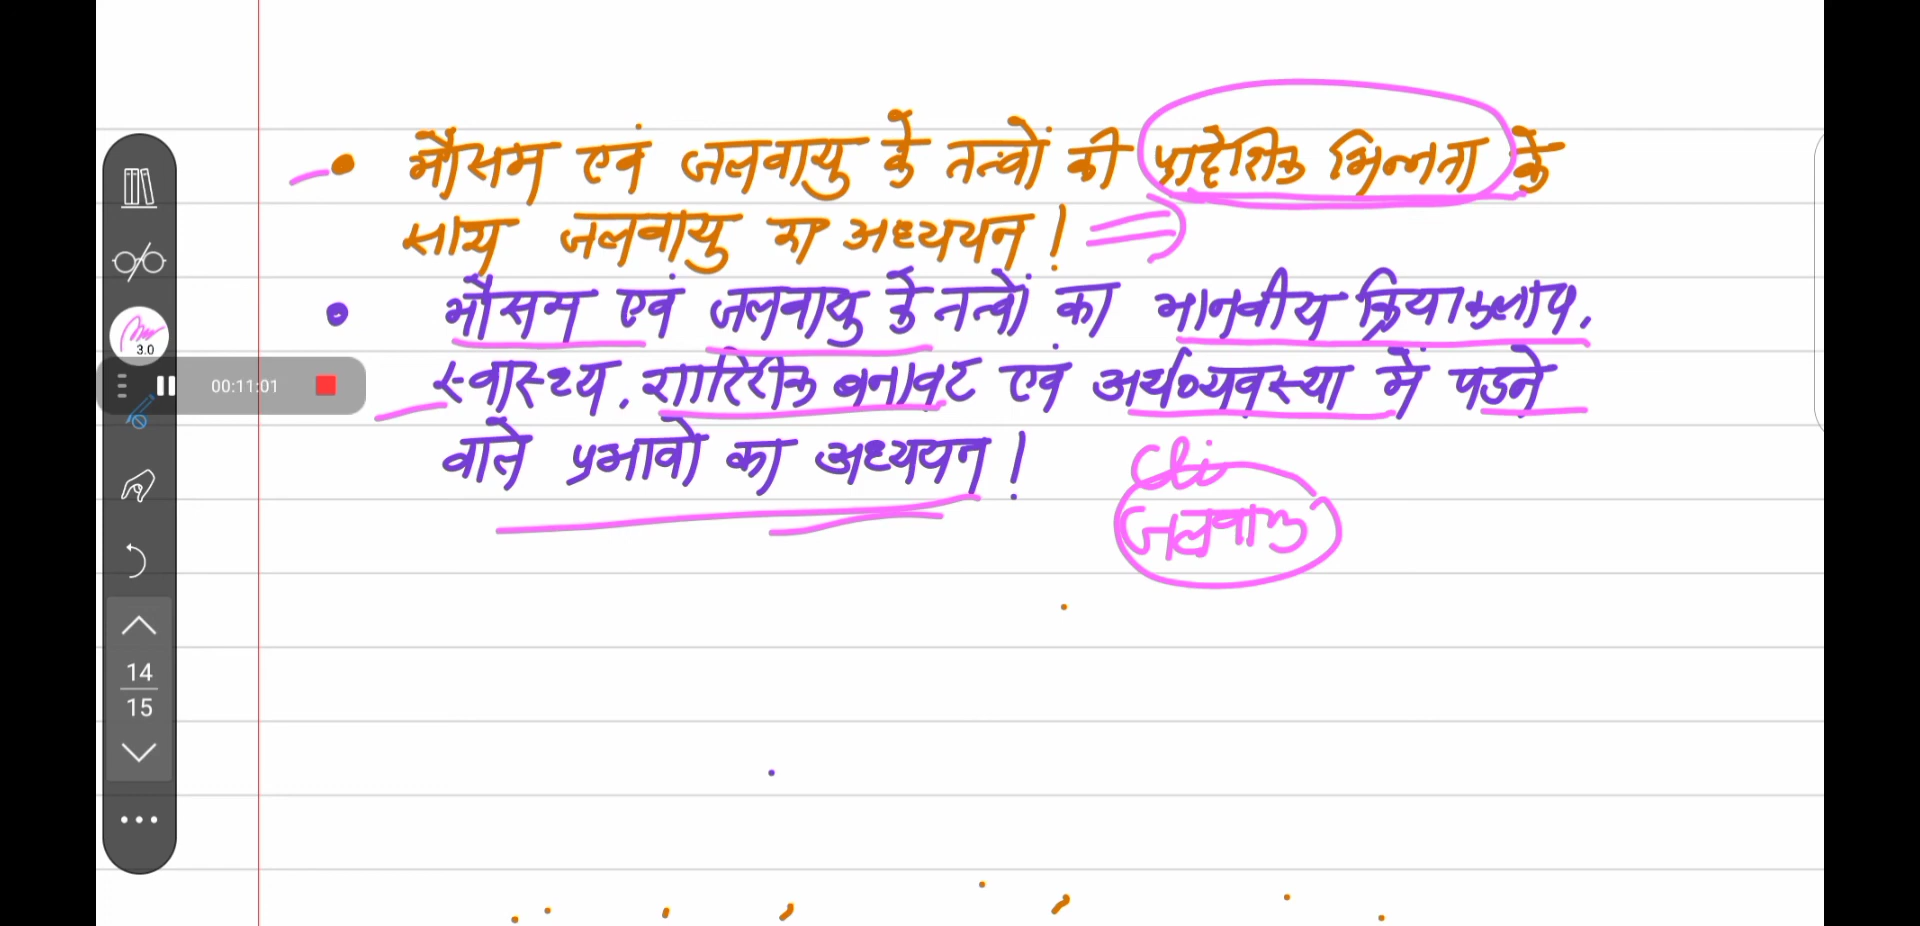 मौसम एवं जलवायु के तत्वों की प्रादेशिक भिन्नता के
साथ जलवायु का अध्ययन !
मौसम एवं जलवायु के तत्वों का मानवीय क्रियाकलाप,
स्वास्थ्य, शारिरीक बनावट एवं अर्थव्यवस्था में पडने
वाले प्रभावों का अध्ययन !
Cli
जलवायु
3.0
00:11:01
14
15